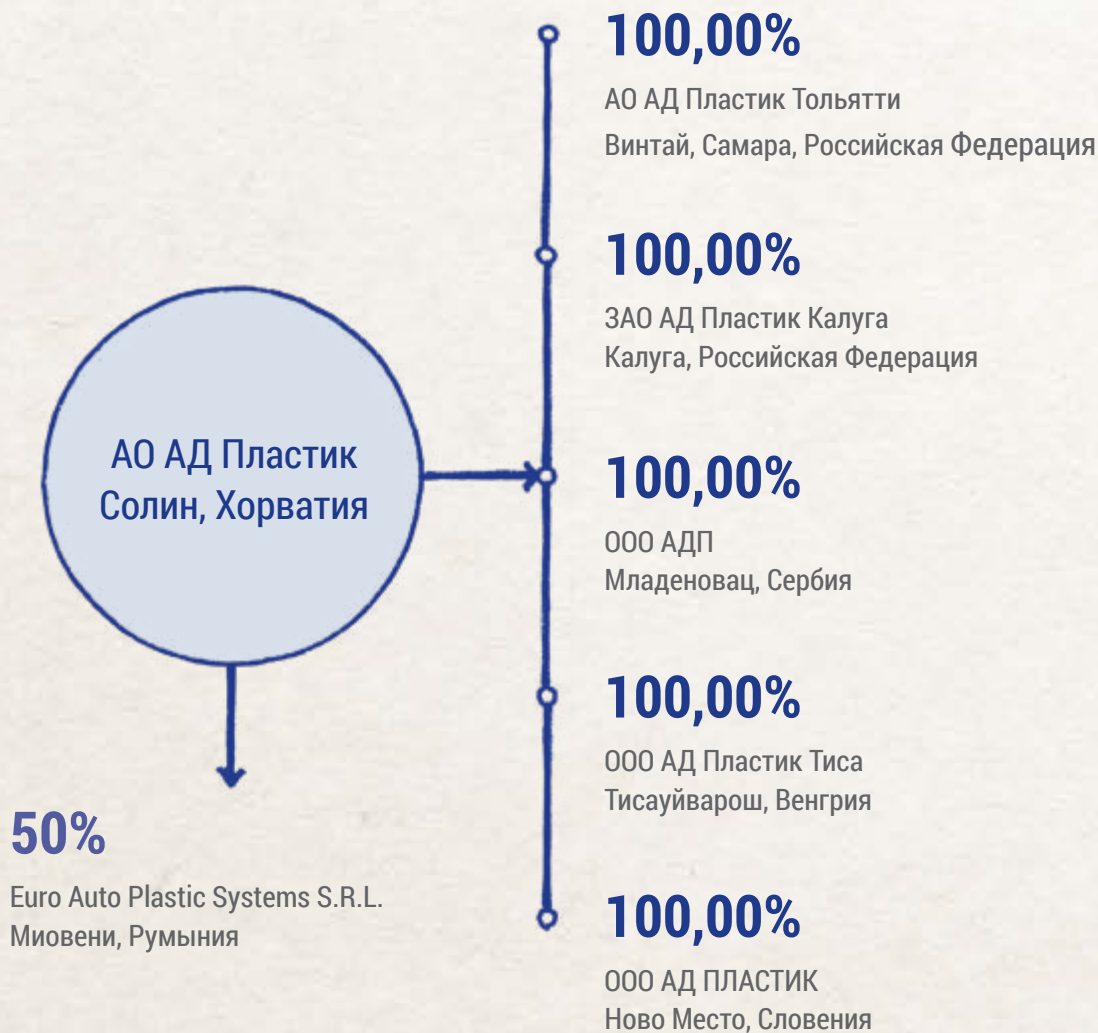 100,00%
АО АД Пластик Тольятти
Винтай, Самара, Российская Федерация
100,00%
ЗАО АД Пластик Калуга
Калуга, Российская Федерация
АО АД Пластик
Солин, Хорватия
100,00%
ООО АДП
Младеновац, Сербия
100,00%
ООО АД Пластик Тиса
Тисауйварош, Венгрия
50%
Euro Auto Plastic Systems S.R.L.
Миовени, Румыния
100,00%
ООО АД ПЛАСТИК
Ново Место, Словения